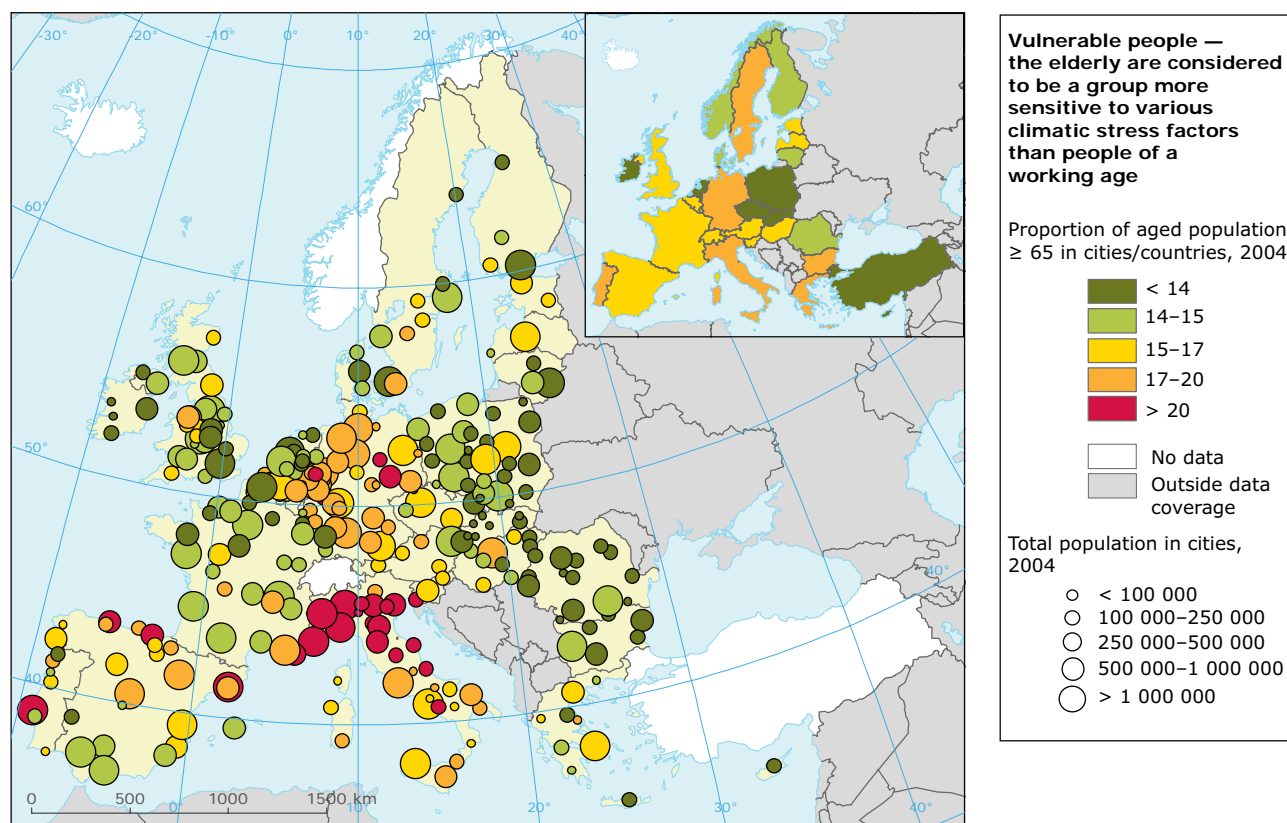 -30° -20° -10° 0° 10° 20° 30° 40° 50° 60° 70°
60°
50°
40°
40°
0 500 1000 1500 km
0° 10° 20° 30° 40°
Vulnerable people —
the elderly are considered
to be a group more
sensitive to various
climatic stress factors
than people of a
working age
Proportion of aged population
≥ 65 in cities/countries, 2004
< 14
14–15
15–17
17–20
> 20
No data
Outside data
coverage
Total population in cities,
2004
< 100 000
100 000–250 000
250 000–500 000
500 000–1 000 000
> 1 000 000